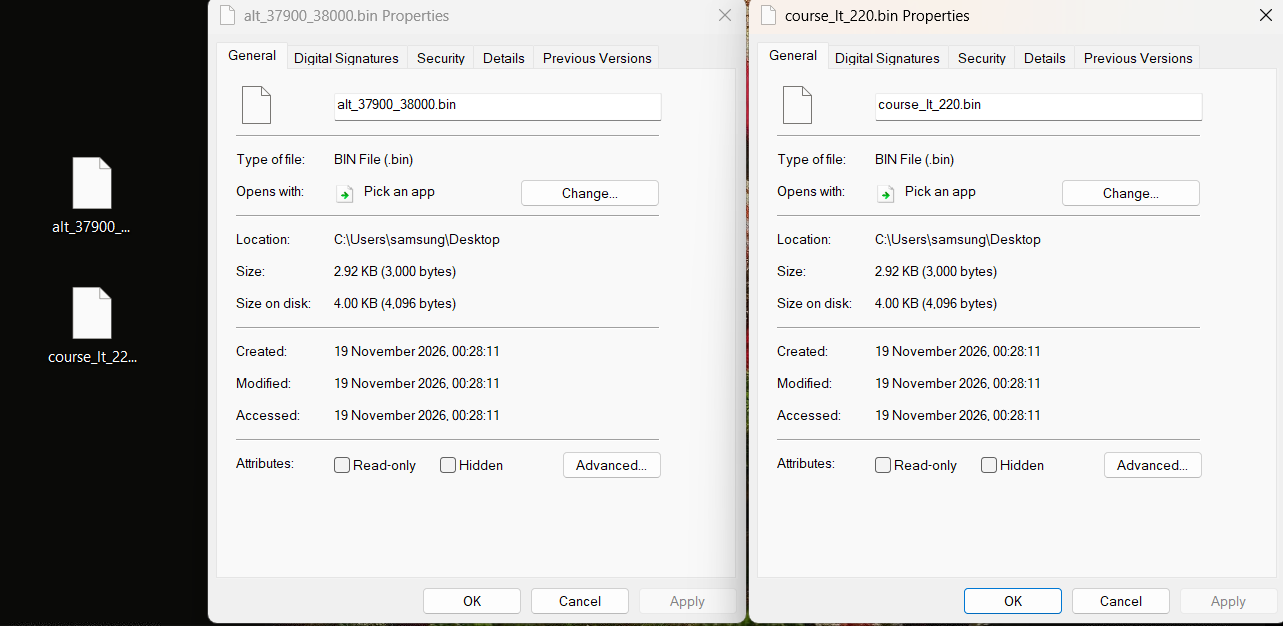 alt_37900_...
course_lt_22...
alt_37900_38000.bin Properties
General Digital Signatures Security Details Previous Versions
alt_37900_38000.bin
Type of file: BIN File (.bin)
Opens with: Pick an app Change...
Location: C:\Users\samsung\Desktop
Size: 2.92 KB (3,000 bytes)
Size on disk: 4.00 KB (4,096 bytes)
Created: 19 November 2026, 00:28:11
Modified: 19 November 2026, 00:28:11
Accessed: 19 November 2026, 00:28:11
Attributes: Read-only Hidden Advanced...
OK Cancel Apply
course_lt_220.bin Properties
General Digital Signatures Security Details Previous Versions
course_lt_220.bin
Type of file: BIN File (.bin)
Opens with: Pick an app Change...
Location: C:\Users\samsung\Desktop
Size: 2.92 KB (3,000 bytes)
Size on disk: 4.00 KB (4,096 bytes)
Created: 19 November 2026, 00:28:11
Modified: 19 November 2026, 00:28:11
Accessed: 19 November 2026, 00:28:11
Attributes: Read-only Hidden Advanced...
OK Cancel Apply